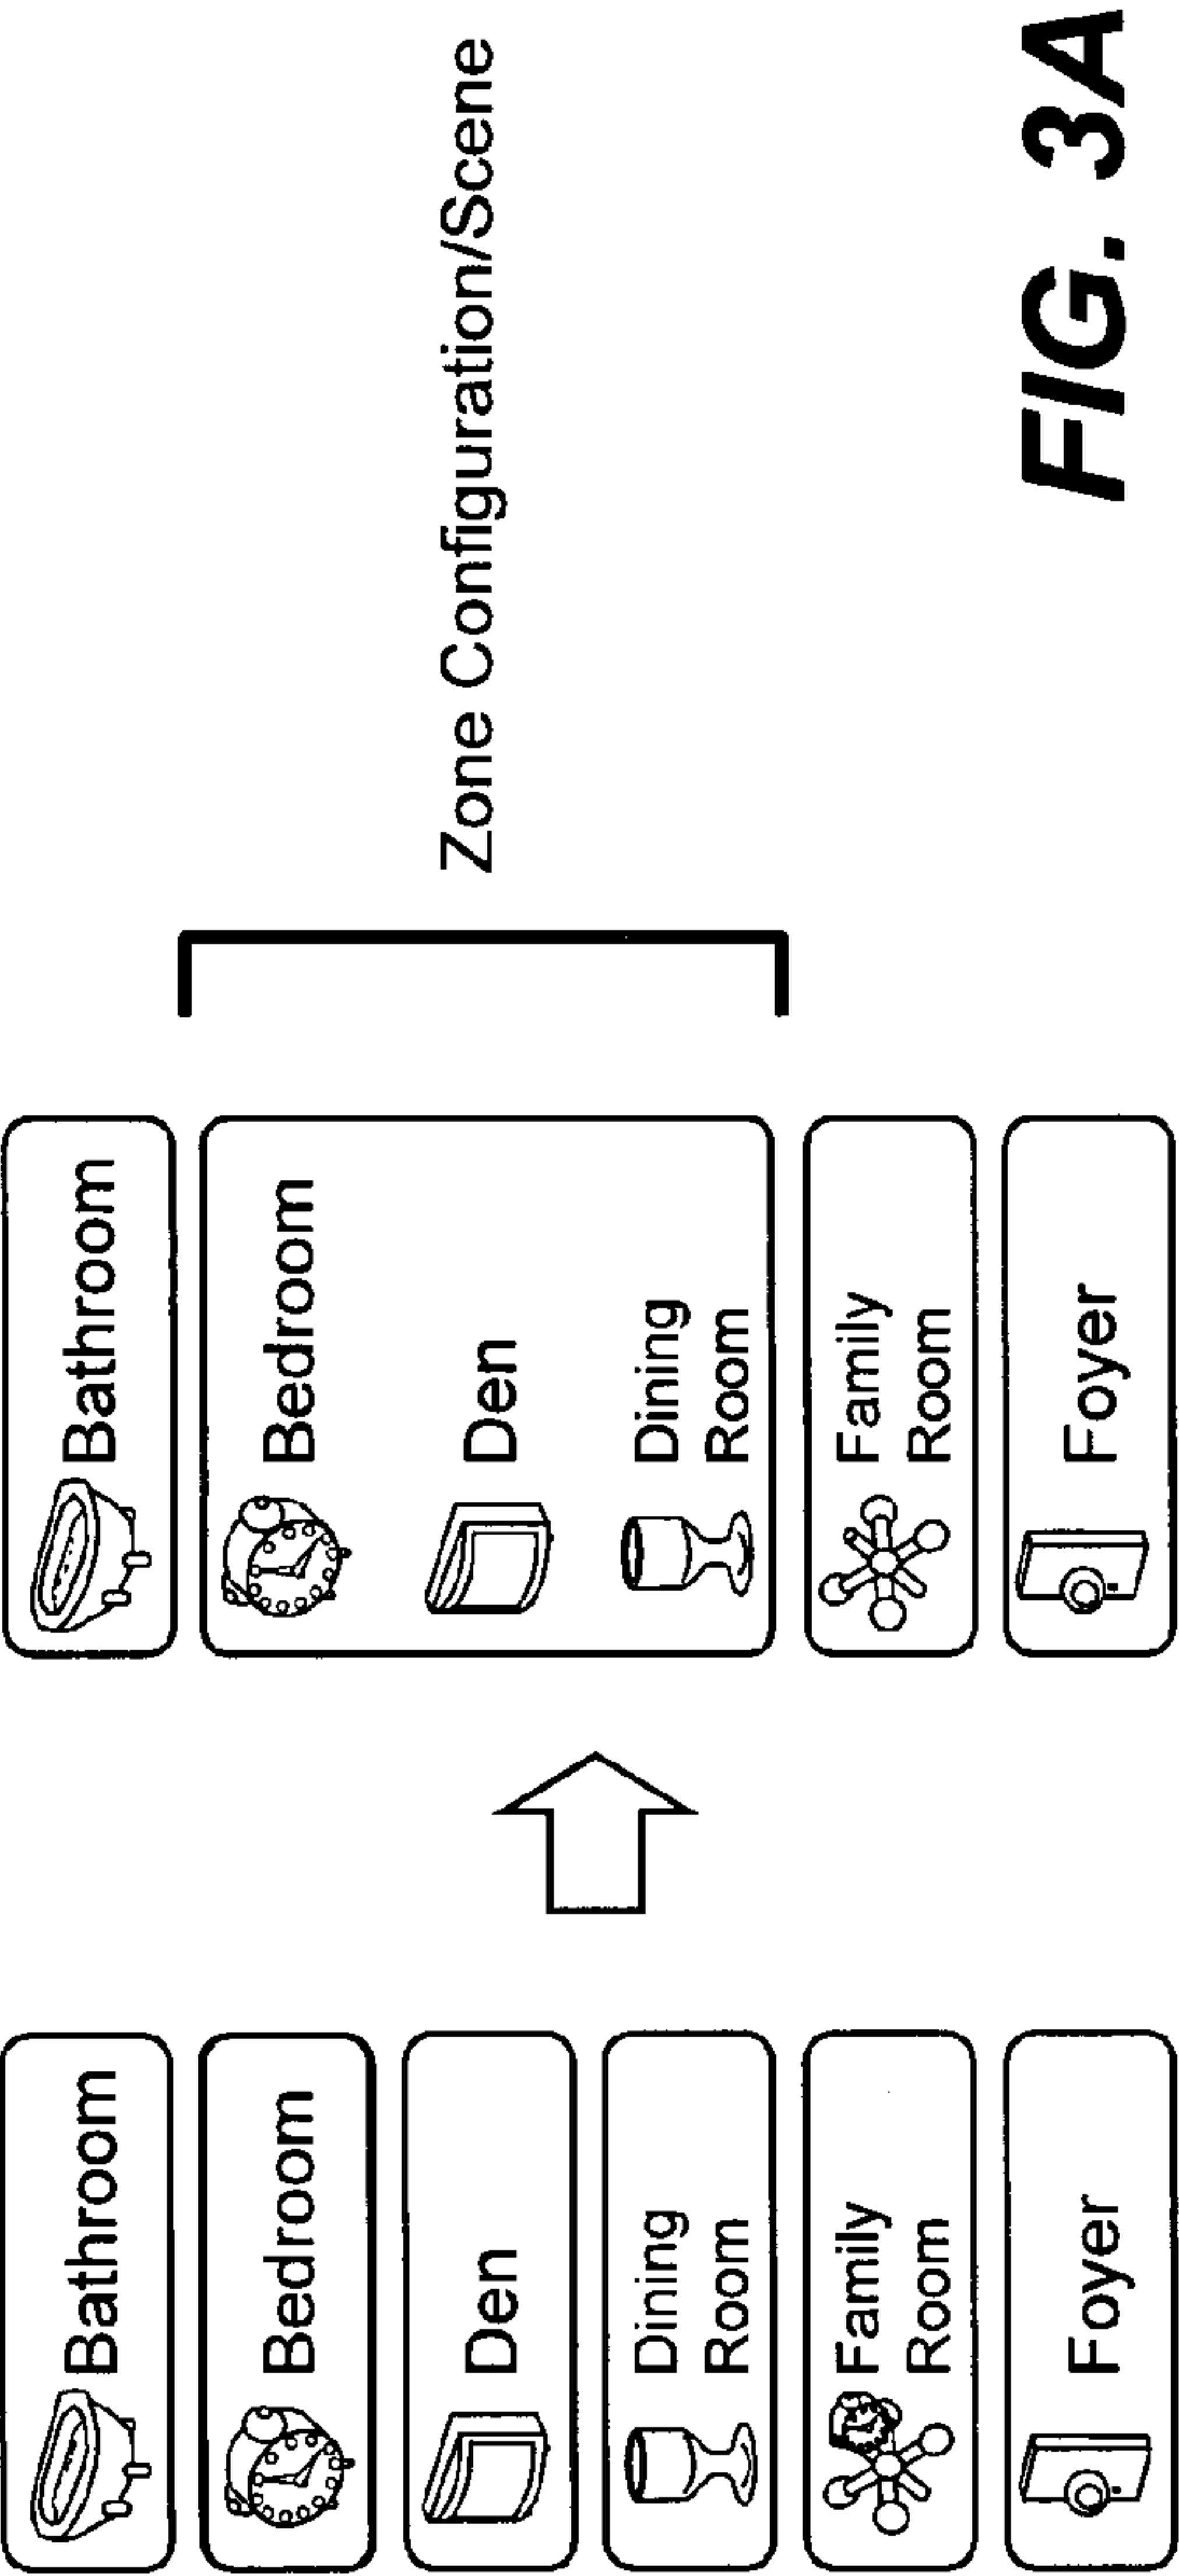 Bathroom
Bedroom
Den
Dining
Room
Family
Room
Foyer
Bathroom
Bedroom
Den
Dining
Room
Family
Room
Foyer
Zone Configuration/Scene
FIG. 3A